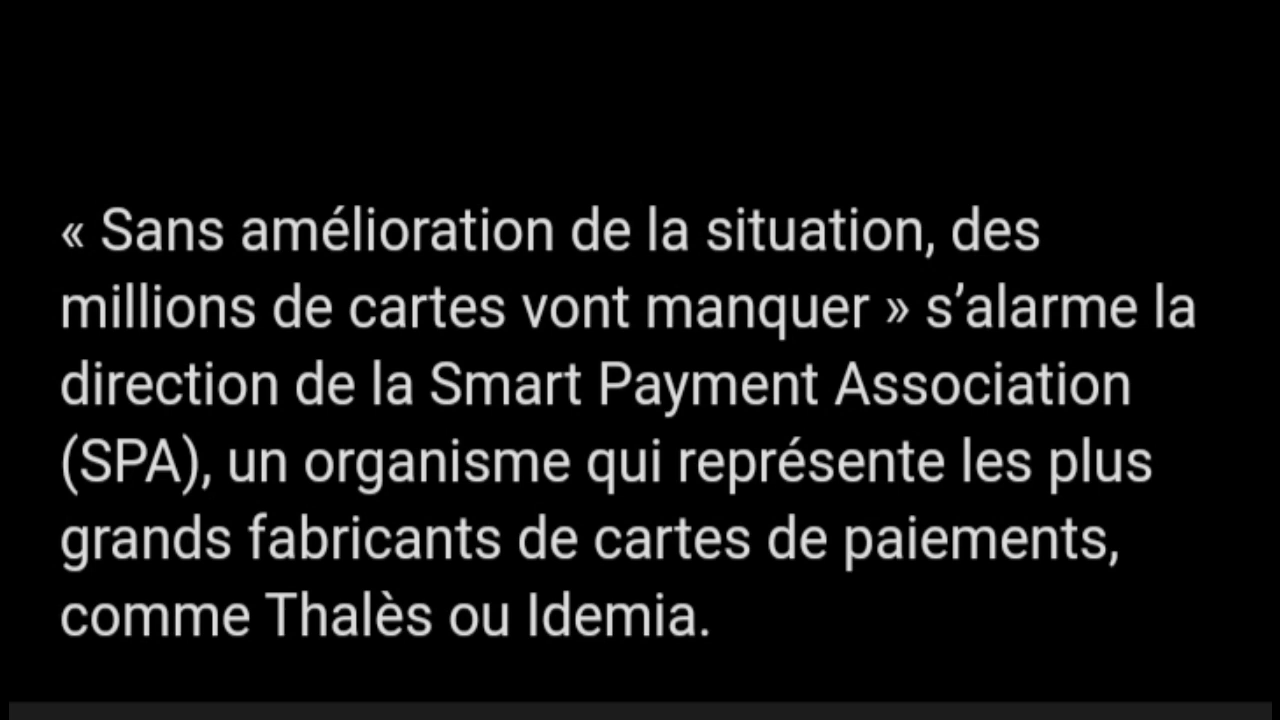 « Sans amélioration de la situation, des
millions de cartes vont manquer » s’alarme la
direction de la Smart Payment Association
(SPA), un organisme qui représente les plus
grands fabricants de cartes de paiements,
comme Thalès ou Idemia.